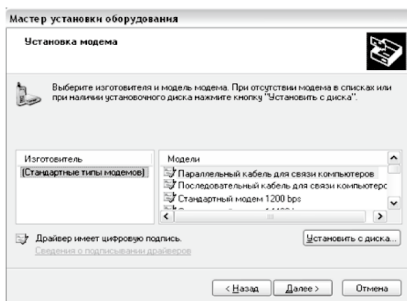 Мастер установки оборудования
Установка модема
Выберите изготовителя и модель модема. При отсутствии модема в списках или
при наличии установочного диска нажмите кнопку "Установить с диска".
Изготовитель
(Стандартные типы модемов)
Модели
Параллельный кабель для связи компьютеров
Последовательный кабель для связи компьютерс
Стандартный модем 1200 bps
Драйвер имеет цифровую подпись.
Сведения о подписывании драйверов
Установить с диска...
< Назад
Далее >
Отмена